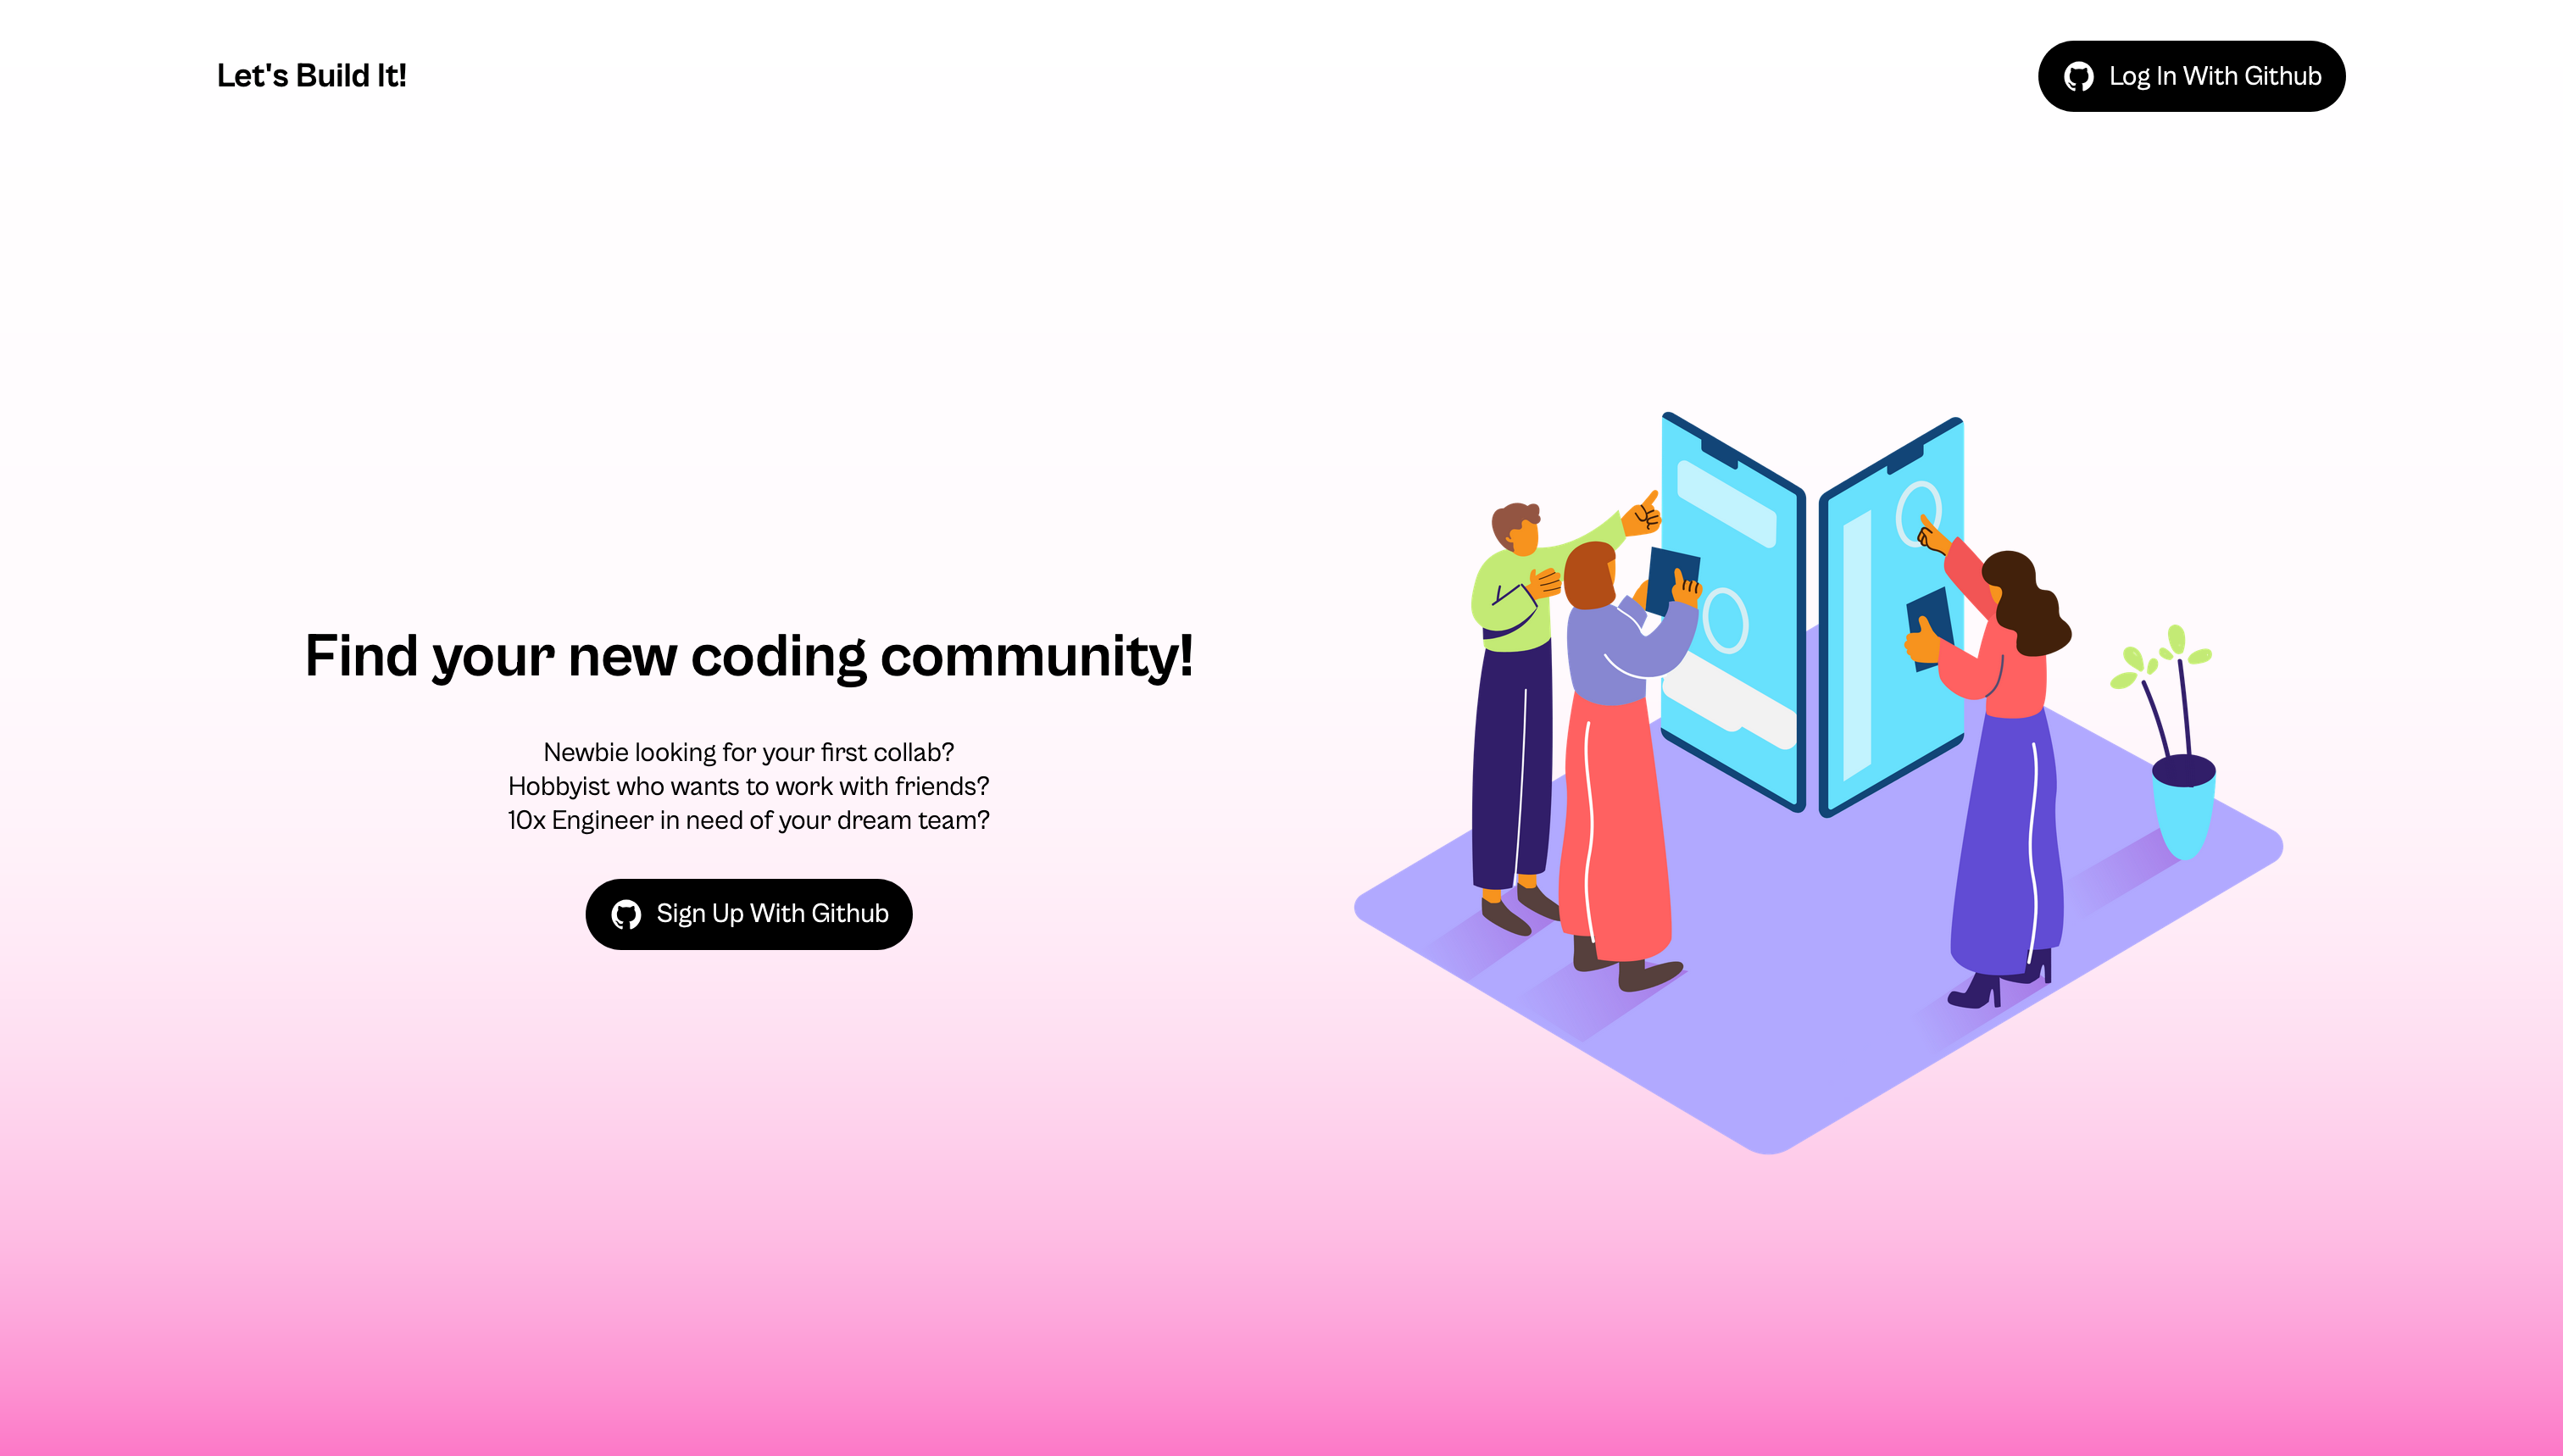 Let's Build It!
Log In With Github
Find your new coding community!
Newbie looking for your first collab?
Hobbyist who wants to work with friends?
10x Engineer in need of your dream team?
Sign Up With Github